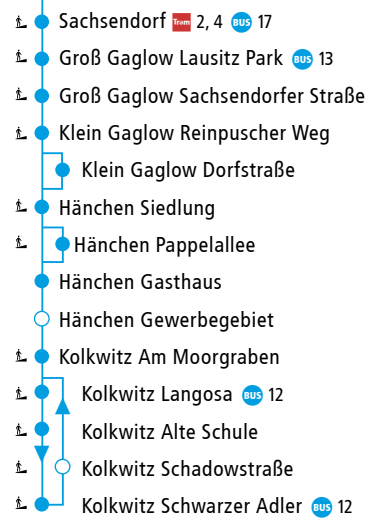 Sachsendorf Tram 2, 4 BUS 17
Groß Gaglow Lausitz Park BUS 13
Groß Gaglow Sachsendorfer Straße
Klein Gaglow Reinpuscher Weg
Klein Gaglow Dorfstraße
Hänchen Siedlung
Hänchen Pappelallee
Hänchen Gasthaus
Hänchen Gewerbegebiet
Kolkwitz Am Moorgraben
Kolkwitz Langosa BUS 12
Kolkwitz Alte Schule
Kolkwitz Schadowstraße
Kolkwitz Schwarzer Adler BUS 12